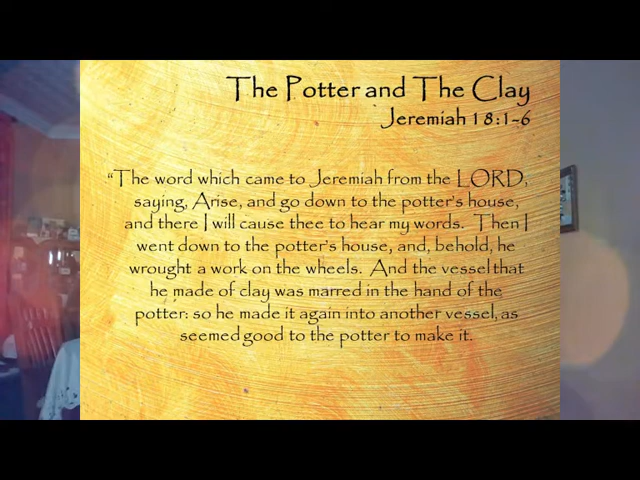 The Potter and The Clay
Jeremiah 18:1-6
“The word which came to Jeremiah from the LORD,
saying, Arise, and go down to the potter's house,
and there I will cause thee to hear my words. Then I
went down to the potter's house, and, behold, he
wrought a work on the wheels. And the vessel that
he made of clay was marred in the hand of the
potter: so he made it again into another vessel, as
seemed good to the potter to make it.